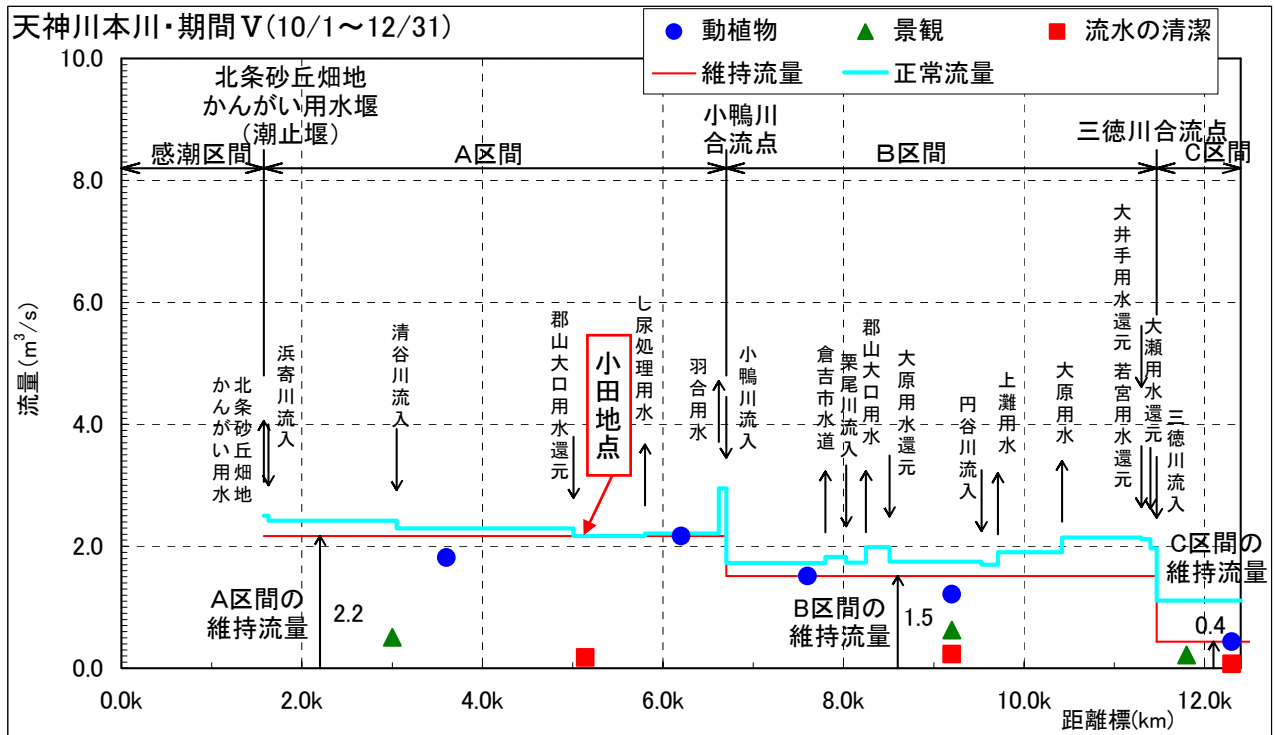 天神川本川・期間Ⅴ(10/1～12/31)
動植物
景観
流水の清潔
維持流量
正常流量
北条砂丘畑地
かんがい用水堰
（潮止堰）
小鴨川
合流点
三徳川合流点
感潮区間
A区間
B区間
C区間
流量(m³/s)
10.0
8.0
6.0
4.0
2.0
0.0
北条砂丘畑地
かんがい用水
浜寄川流入
清谷川流入
郡山大口用水還元
小田地点
し尿処理用水
羽合用水
小鴨川流入
倉吉市水道
栗尾川流入
郡山大口用水
大原用水還元
円谷川流入
上灘用水
大原用水
大井手用水還元
若宮用水還元
大瀬用水還元
三徳川流入
A区間の
維持流量
2.2
B区間の
維持流量
1.5
C区間の
維持流量
0.4
0.0k
2.0k
4.0k
6.0k
8.0k
10.0k
12.0k
距離標(km)